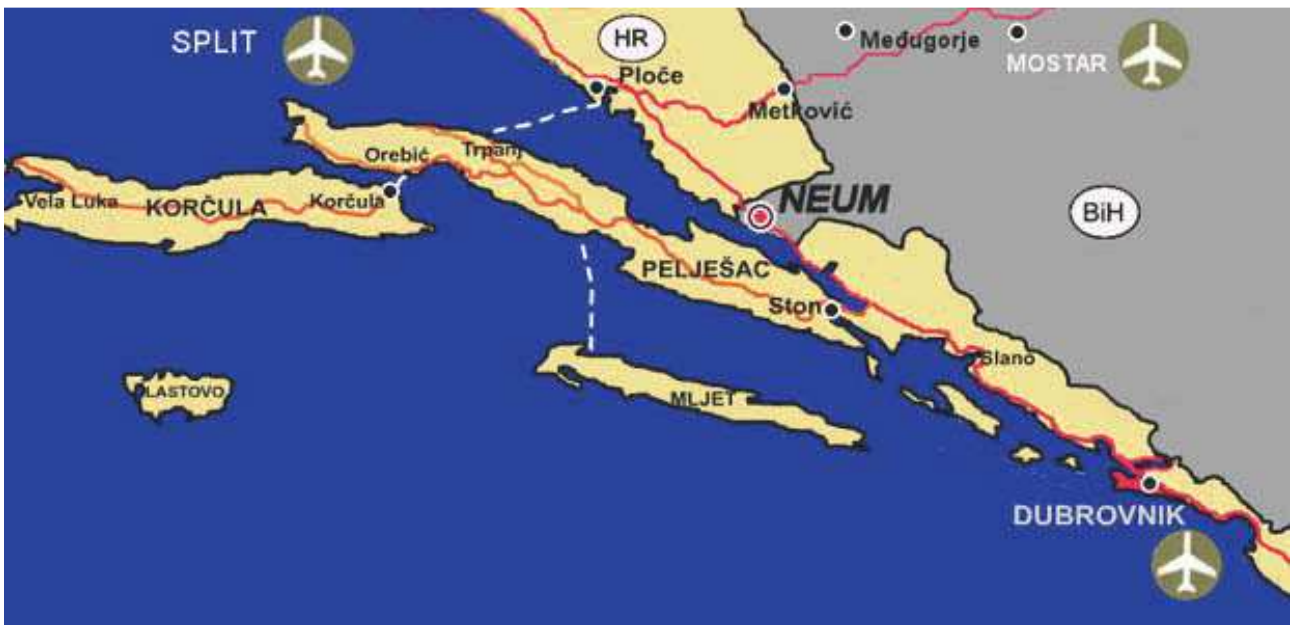 SPLIT
HR
Ploče
Međugorje
MOSTAR
Metković
Orebić
Trpanj
Vela Luka
KORČULA
Korčula
NEUM
BiH
PELJEŠAC
Ston
Slano
LASTOVO
MLJET
DUBROVNIK